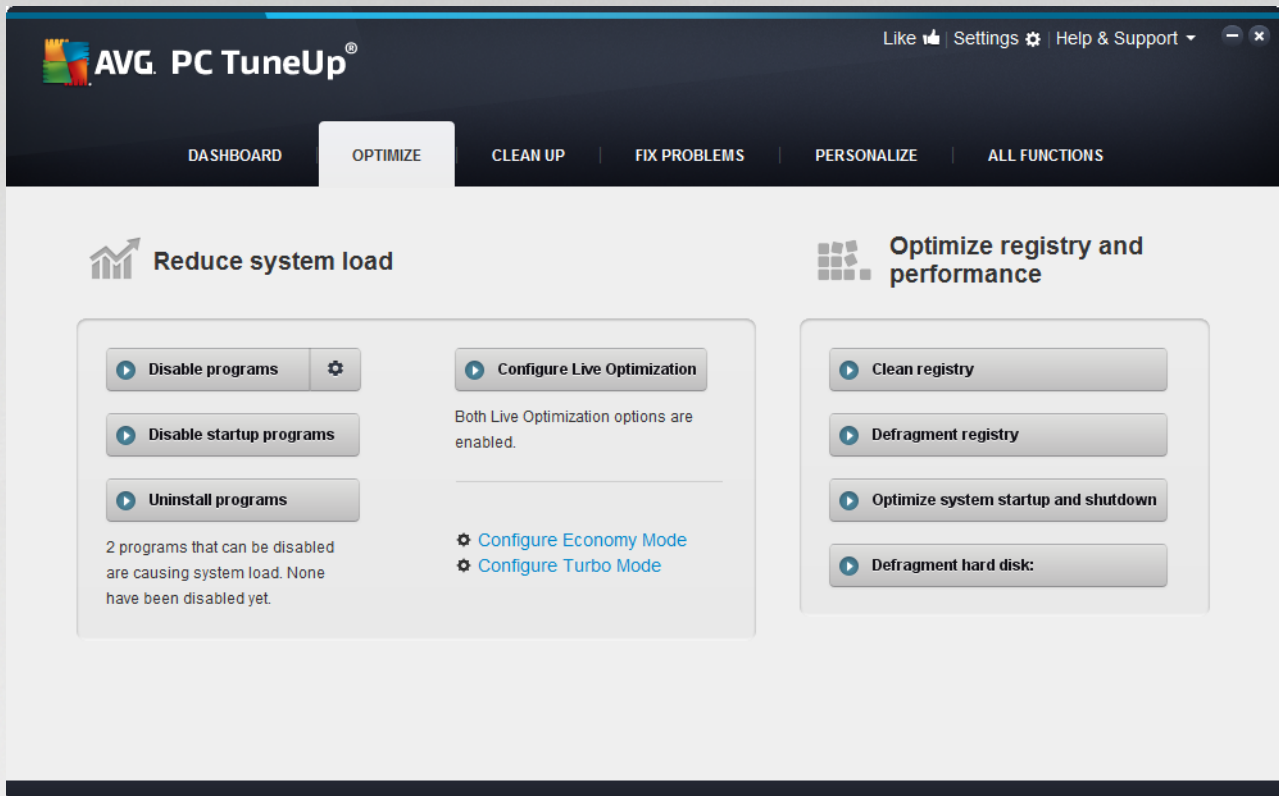 Like | Settings | Help & Support
AVG. PC TuneUp®
DASHBOARD
OPTIMIZE
CLEAN UP
FIX PROBLEMS
PERSONALIZE
ALL FUNCTIONS
Reduce system load
Disable programs
Disable startup programs
Uninstall programs
2 programs that can be disabled
are causing system load. None
have been disabled yet.
Configure Live Optimization
Both Live Optimization options are
enabled.
Configure Economy Mode
Configure Turbo Mode
Optimize registry and
performance
Clean registry
Defragment registry
Optimize system startup and shutdown
Defragment hard disk: